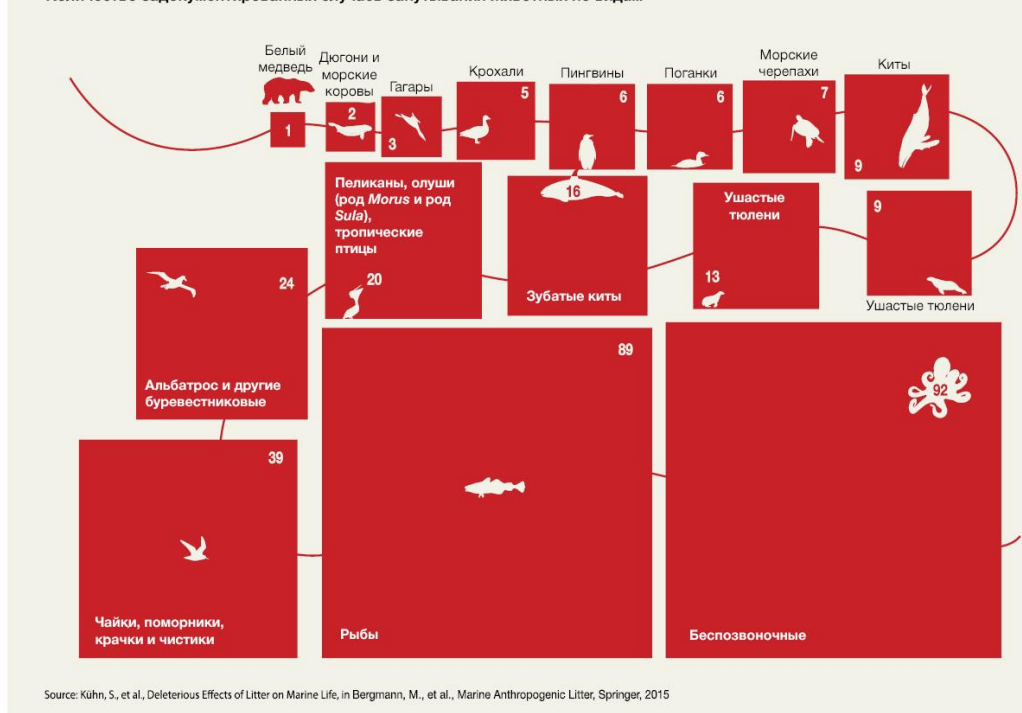 Белый
медведь
1
Дюгони и
морские
коровы
2
Гагары
3
Крохали
5
Пингвины
6
Поганки
6
Морские
черепахи
7
Киты
9
9
Ушастые тюлени
Ушастые
тюлени
13
16
Зубатые киты
Пеликаны, олуши
(род Morus и род
Sula),
тропические
птицы
20
24
Альбатрос и другие
буревестниковые
39
Чайки, поморники,
крачки и чистики
89
Рыбы
92
Беспозвоночные
Source: Kühn, S., et al., Deleterious Effects of Litter on Marine Life, in Bergmann, M., et al., Marine Anthropogenic Litter, Springer, 2015